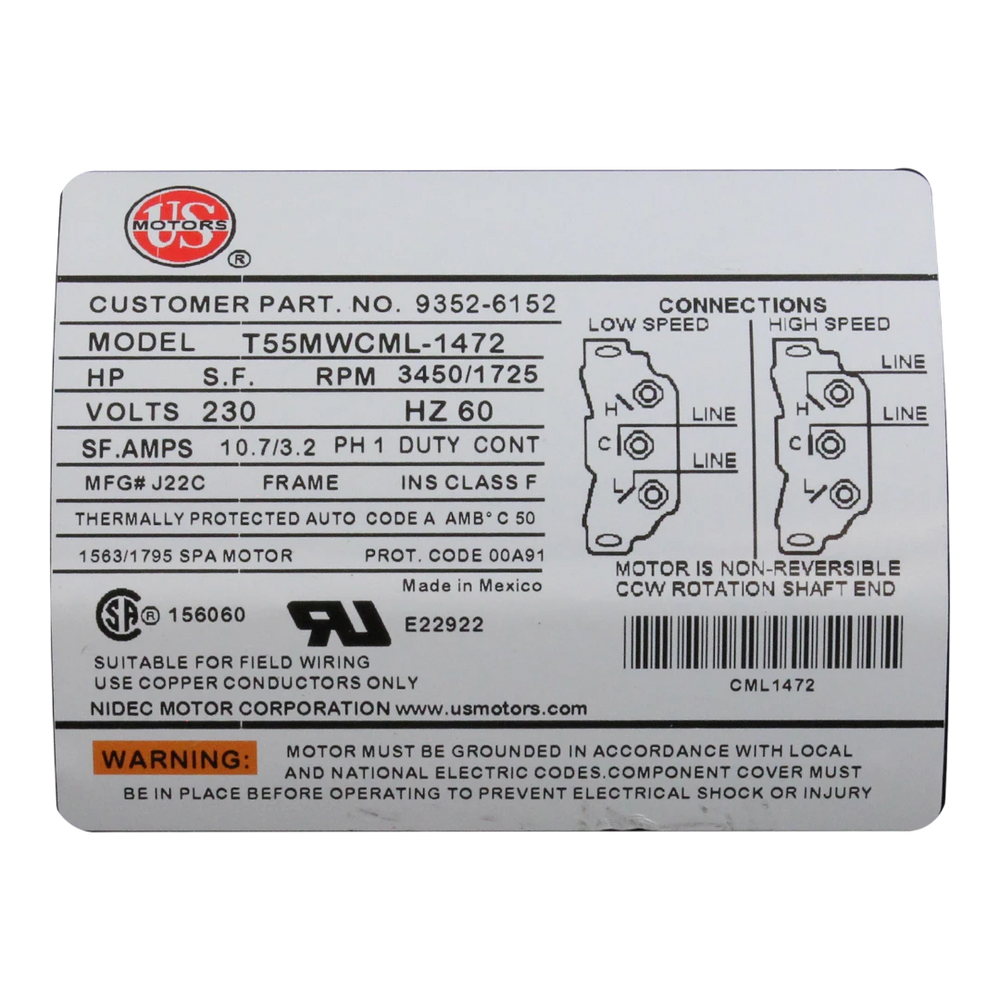 US
MOTORS
®
CUSTOMER PART. NO. 9352-6152
MODEL T55MWCML-1472
HP S.F. RPM 3450/1725
VOLTS 230 HZ 60
SF.AMPS 10.7/3.2 PH 1 DUTY CONT
MFG# J22C FRAME INS CLASS F
THERMALLY PROTECTED AUTO CODE A AMB° C 50
1563/1795 SPA MOTOR PROT. CODE 00A91
Made in Mexico
SA ® 156060 RU E22922
SUITABLE FOR FIELD WIRING
USE COPPER CONDUCTORS ONLY
NIDEC MOTOR CORPORATION www.usmotors.com
CONNECTIONS
LOW SPEED
H
C LINE
L LINE
HIGH SPEED
LINE
H
C LINE
L
MOTOR IS NON-REVERSIBLE
CCW ROTATION SHAFT END
CML1472
WARNING: MOTOR MUST BE GROUNDED IN ACCORDANCE WITH LOCAL
AND NATIONAL ELECTRIC CODES.COMPONENT COVER MUST
BE IN PLACE BEFORE OPERATING TO PREVENT ELECTRICAL SHOCK OR INJURY